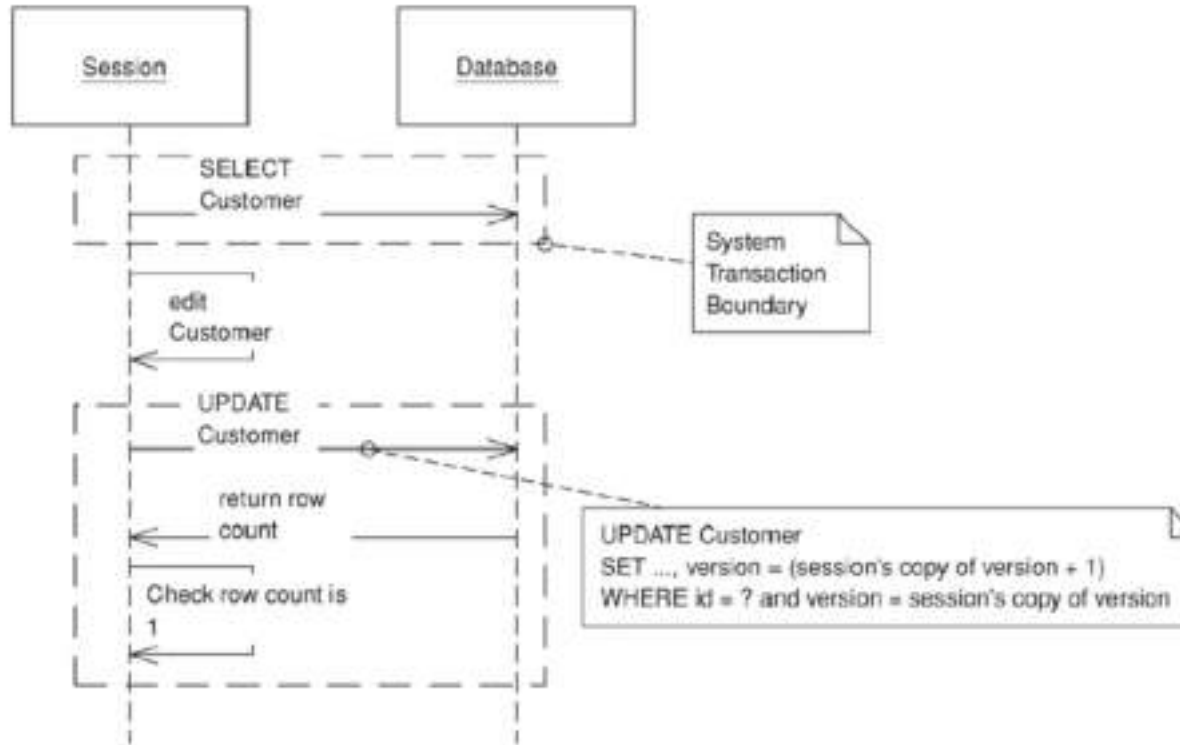 Session
Database
SELECT
Customer
System
Transaction
Boundary
edit
Customer
UPDATE
Customer
return row
count
UPDATE Customer
SET ..., version = (session's copy of version + 1)
WHERE id = ? and version = session's copy of version
Check row count is
1